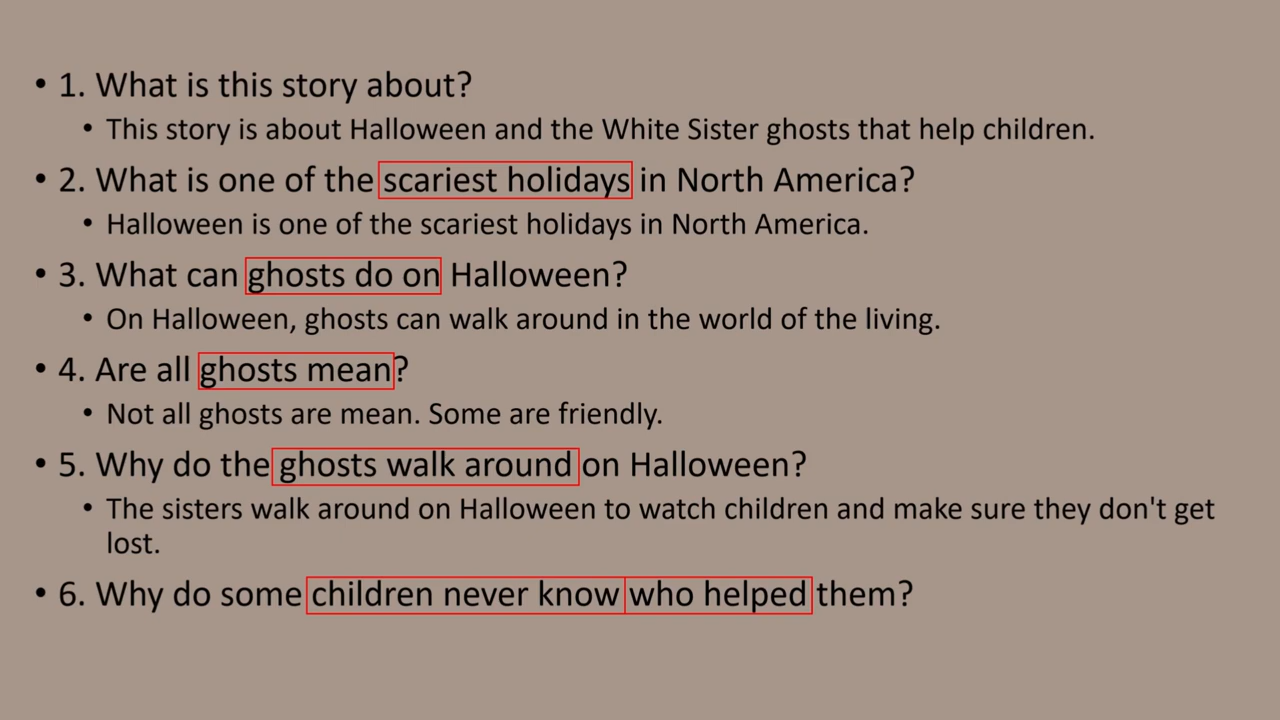 • 1. What is this story about?
• This story is about Halloween and the White Sister ghosts that help children.
• 2. What is one of the scariest holidays in North America?
• Halloween is one of the scariest holidays in North America.
• 3. What can ghosts do on Halloween?
• On Halloween, ghosts can walk around in the world of the living.
• 4. Are all ghosts mean?
• Not all ghosts are mean. Some are friendly.
• 5. Why do the ghosts walk around on Halloween?
• The sisters walk around on Halloween to watch children and make sure they don't get
lost.
• 6. Why do some children never know who helped them?